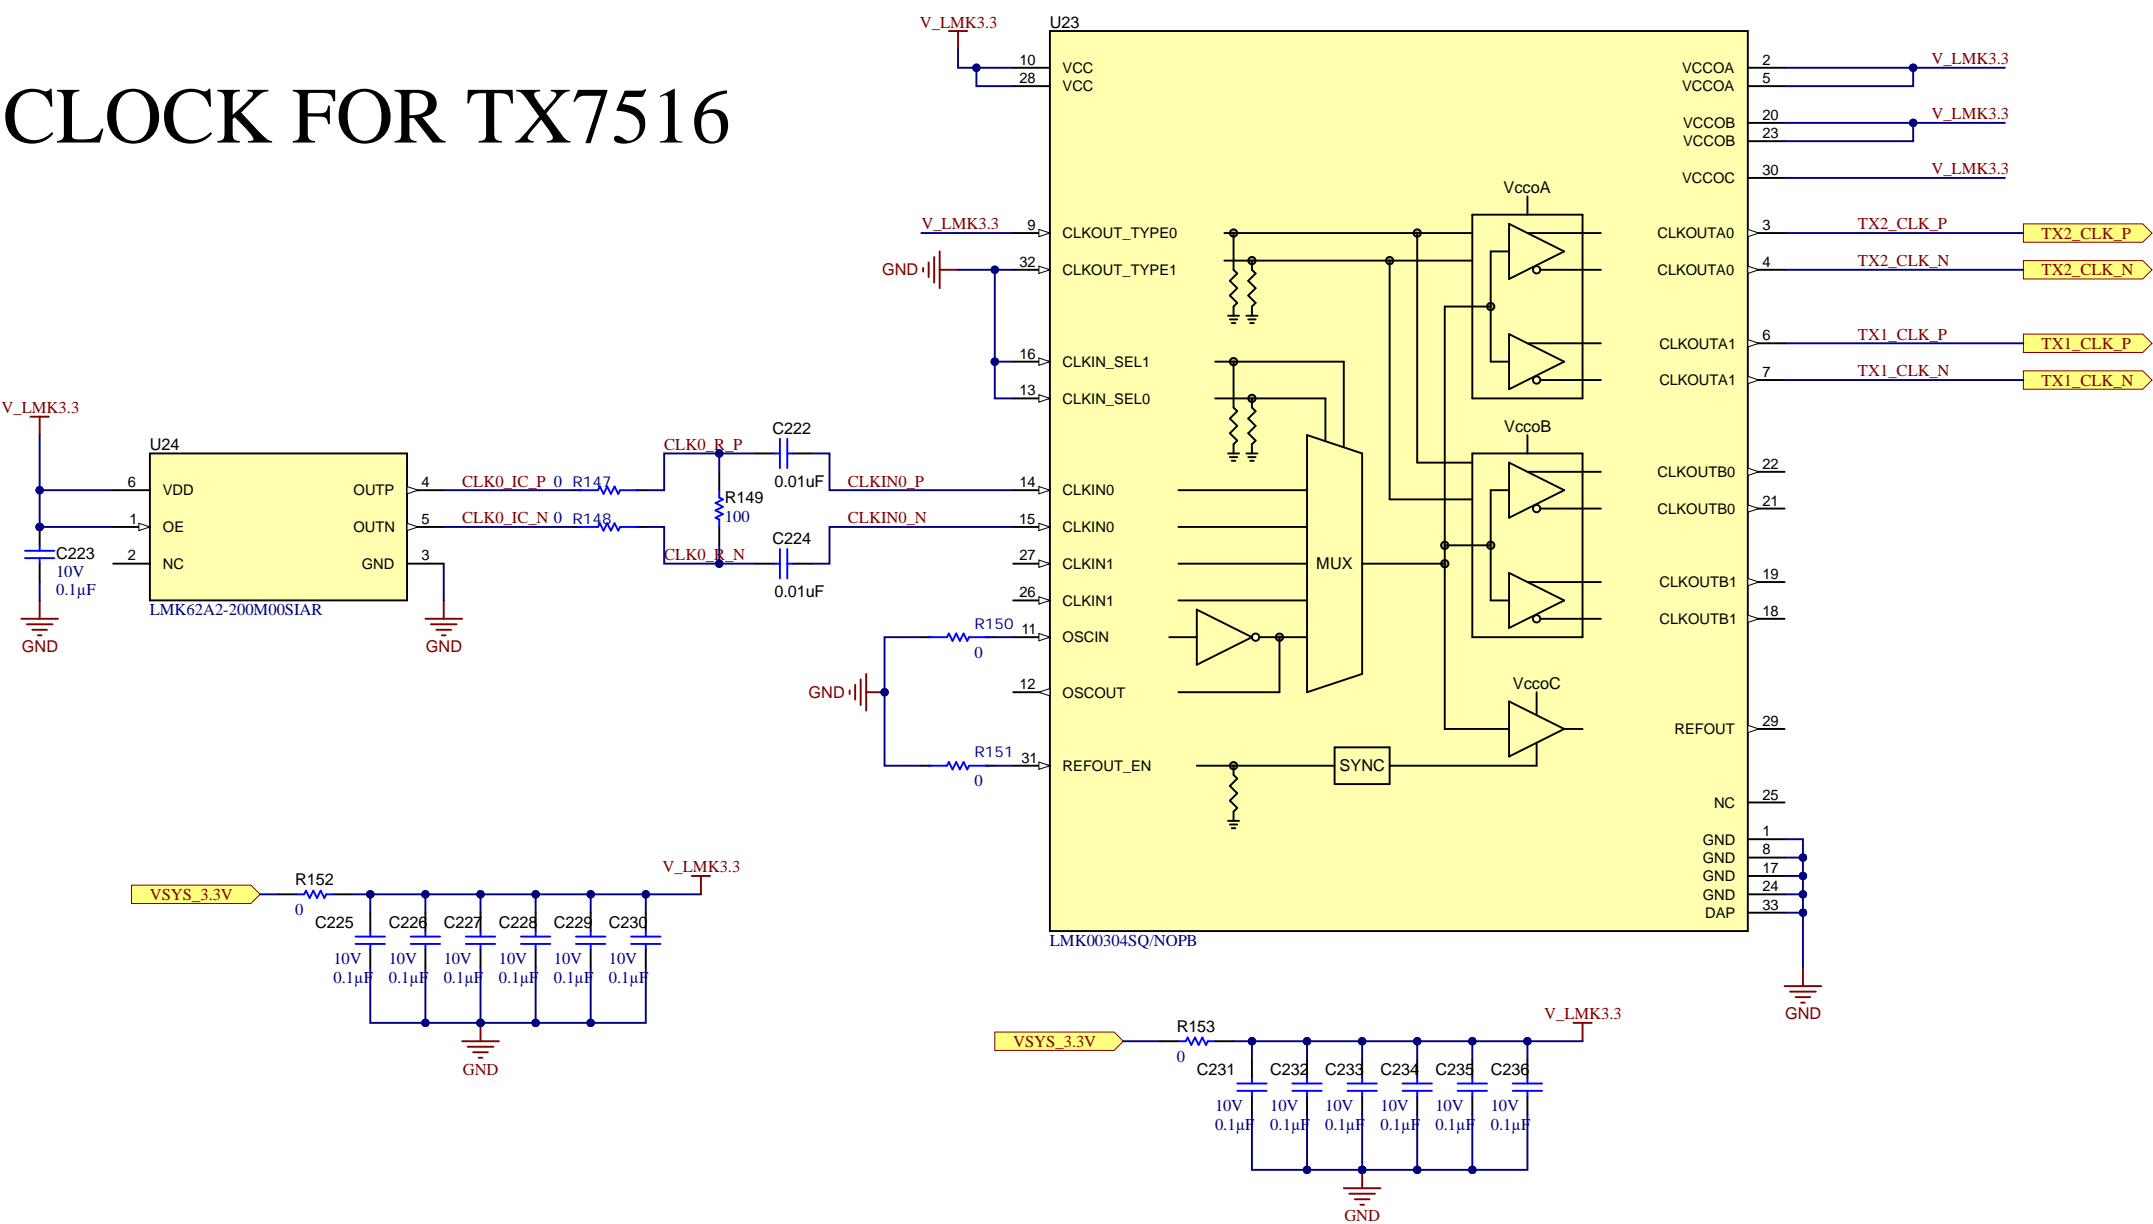 CLOCK FOR TX7516
V_LMK3.3
U23
10 VCC
28 VCC
VCCOA 2 V_LMK3.3
VCCOA 5
VCCOB 20 V_LMK3.3
VCCOB 23
VCCOC 30 V_LMK3.3
VccoA
V_LMK3.3 9 CLKOUT_TYPE0
CLKOUTA0 3 TX2_CLK_P TX2_CLK_P
GND 32 CLKOUT_TYPE1
CLKOUTA0 4 TX2_CLK_N TX2_CLK_N
CLKOUTA1 6 TX1_CLK_P TX1_CLK_P
16 CLKIN_SEL1
CLKOUTA1 7 TX1_CLK_N TX1_CLK_N
13 CLKIN_SEL0
V_LMK3.3
VccoB
U24
CLK0_R_P
C222
0.01uF
6 VDD
OUTP 4
CLK0_IC_P 0 R147
CLKIN0_P 14 CLKIN0
CLKOUTB0 22
R149
100
1 OE
OUTN 5
CLK0_IC_N 0 R148
CLKIN0_N 15 CLKIN0
CLKOUTB0 21
C223
10V
0.1µF
2 NC
GND 3
CLK0_R_N
C224
0.01uF
27 CLKIN1
MUX
CLKOUTB1 19
26 CLKIN1
CLKOUTB1 18
LMK62A2-200M00SIAR
GND
GND
R150
0
11 OSCIN
GND
12 OSCOUT
VccoC
REFOUT 29
R151
0
31 REFOUT_EN
SYNC
NC 25
GND 1
GND 8
GND 17
GND 24
DAP 33
LMK00304SQ/NOPB
GND
VSYS_3.3V
R152
0
V_LMK3.3
C225 C226 C227 C228 C229 C230
10V 10V 10V 10V 10V 10V
0.1µF 0.1µF 0.1µF 0.1µF 0.1µF 0.1µF
GND
VSYS_3.3V
R153
0
V_LMK3.3
C231 C232 C233 C234 C235 C236
10V 10V 10V 10V 10V 10V
0.1µF 0.1µF 0.1µF 0.1µF 0.1µF 0.1µF
GND